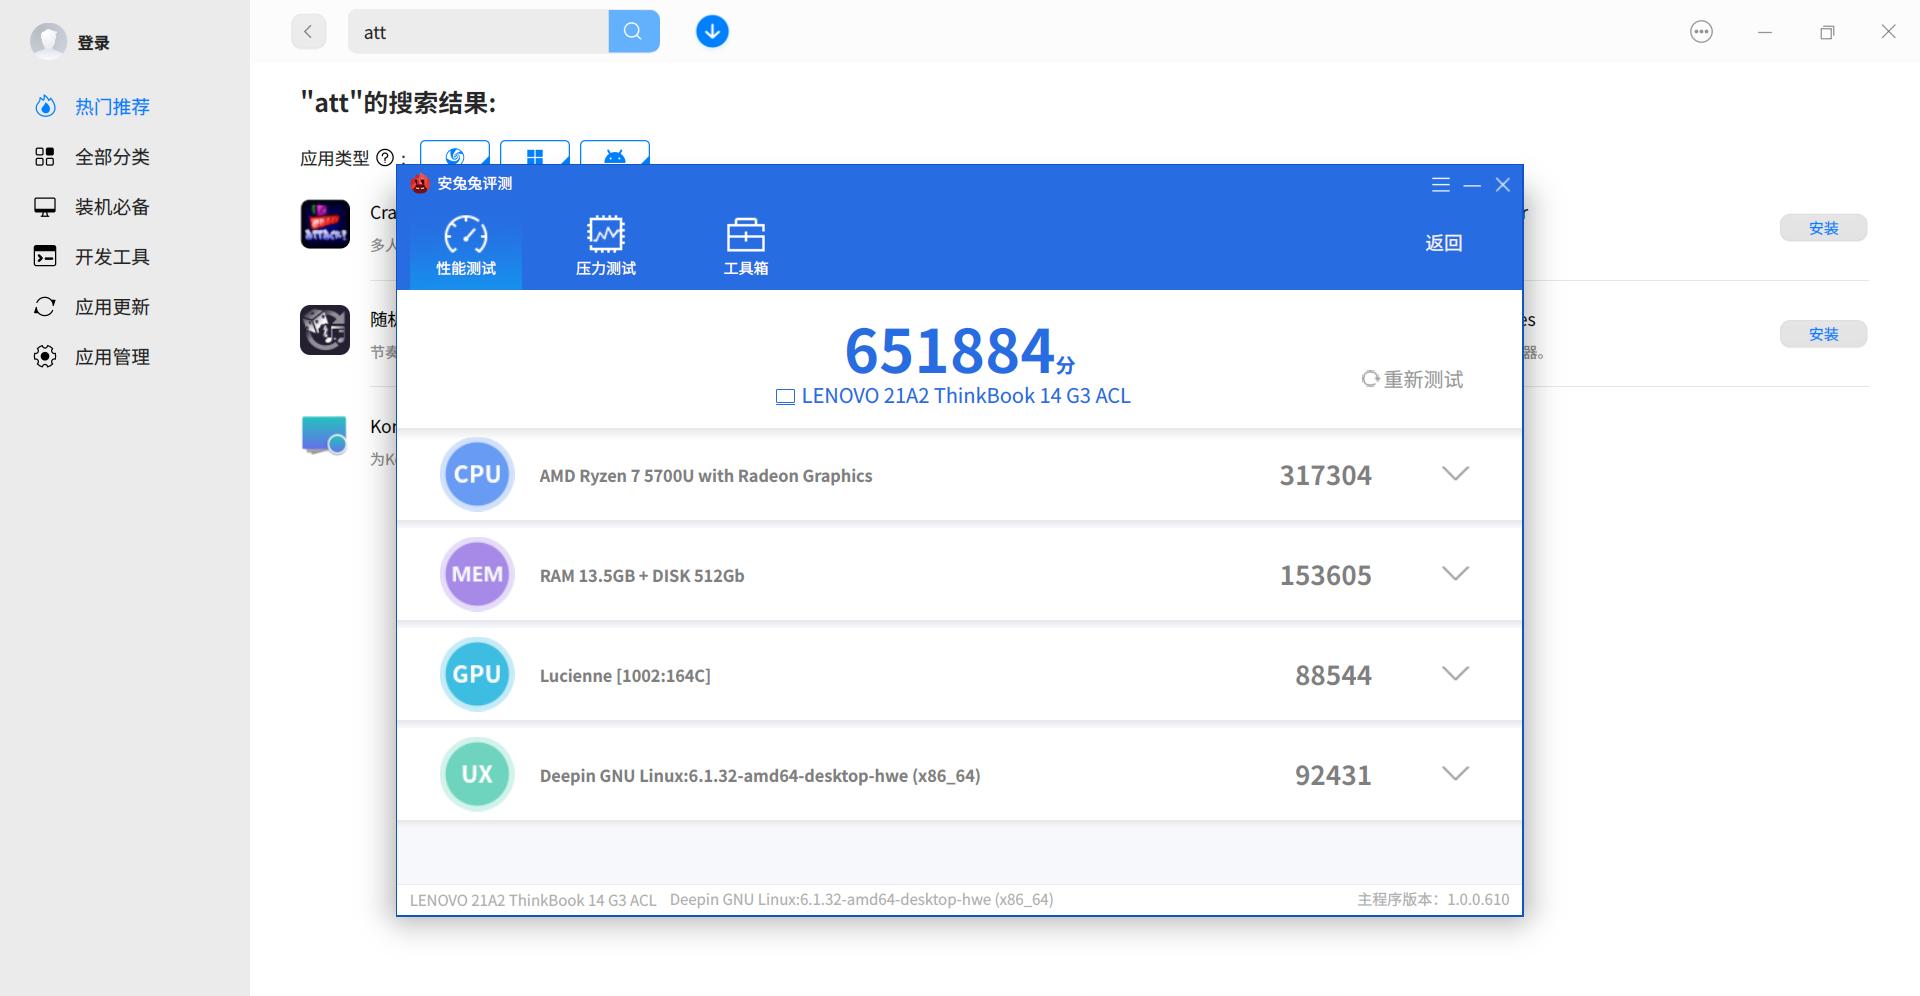 登录
热门推荐
全部分类
装机必备
开发工具
应用更新
应用管理
att
"att"的搜索结果:
应用类型 ? :
Cra
多人
安装
随机
节奏
es
器。
安装
Kor
为K
安兔兔评测
性能测试
压力测试
工具箱
返回
651884分
LENOVO 21A2 ThinkBook 14 G3 ACL
重新测试
CPU
AMD Ryzen 7 5700U with Radeon Graphics
317304
MEM
RAM 13.5GB + DISK 512Gb
153605
GPU
Lucienne [1002:164C]
88544
UX
Deepin GNU Linux:6.1.32-amd64-desktop-hwe (x86_64)
92431
LENOVO 21A2 ThinkBook 14 G3 ACL Deepin GNU Linux:6.1.32-amd64-desktop-hwe (x86_64)
主程序版本：1.0.0.610